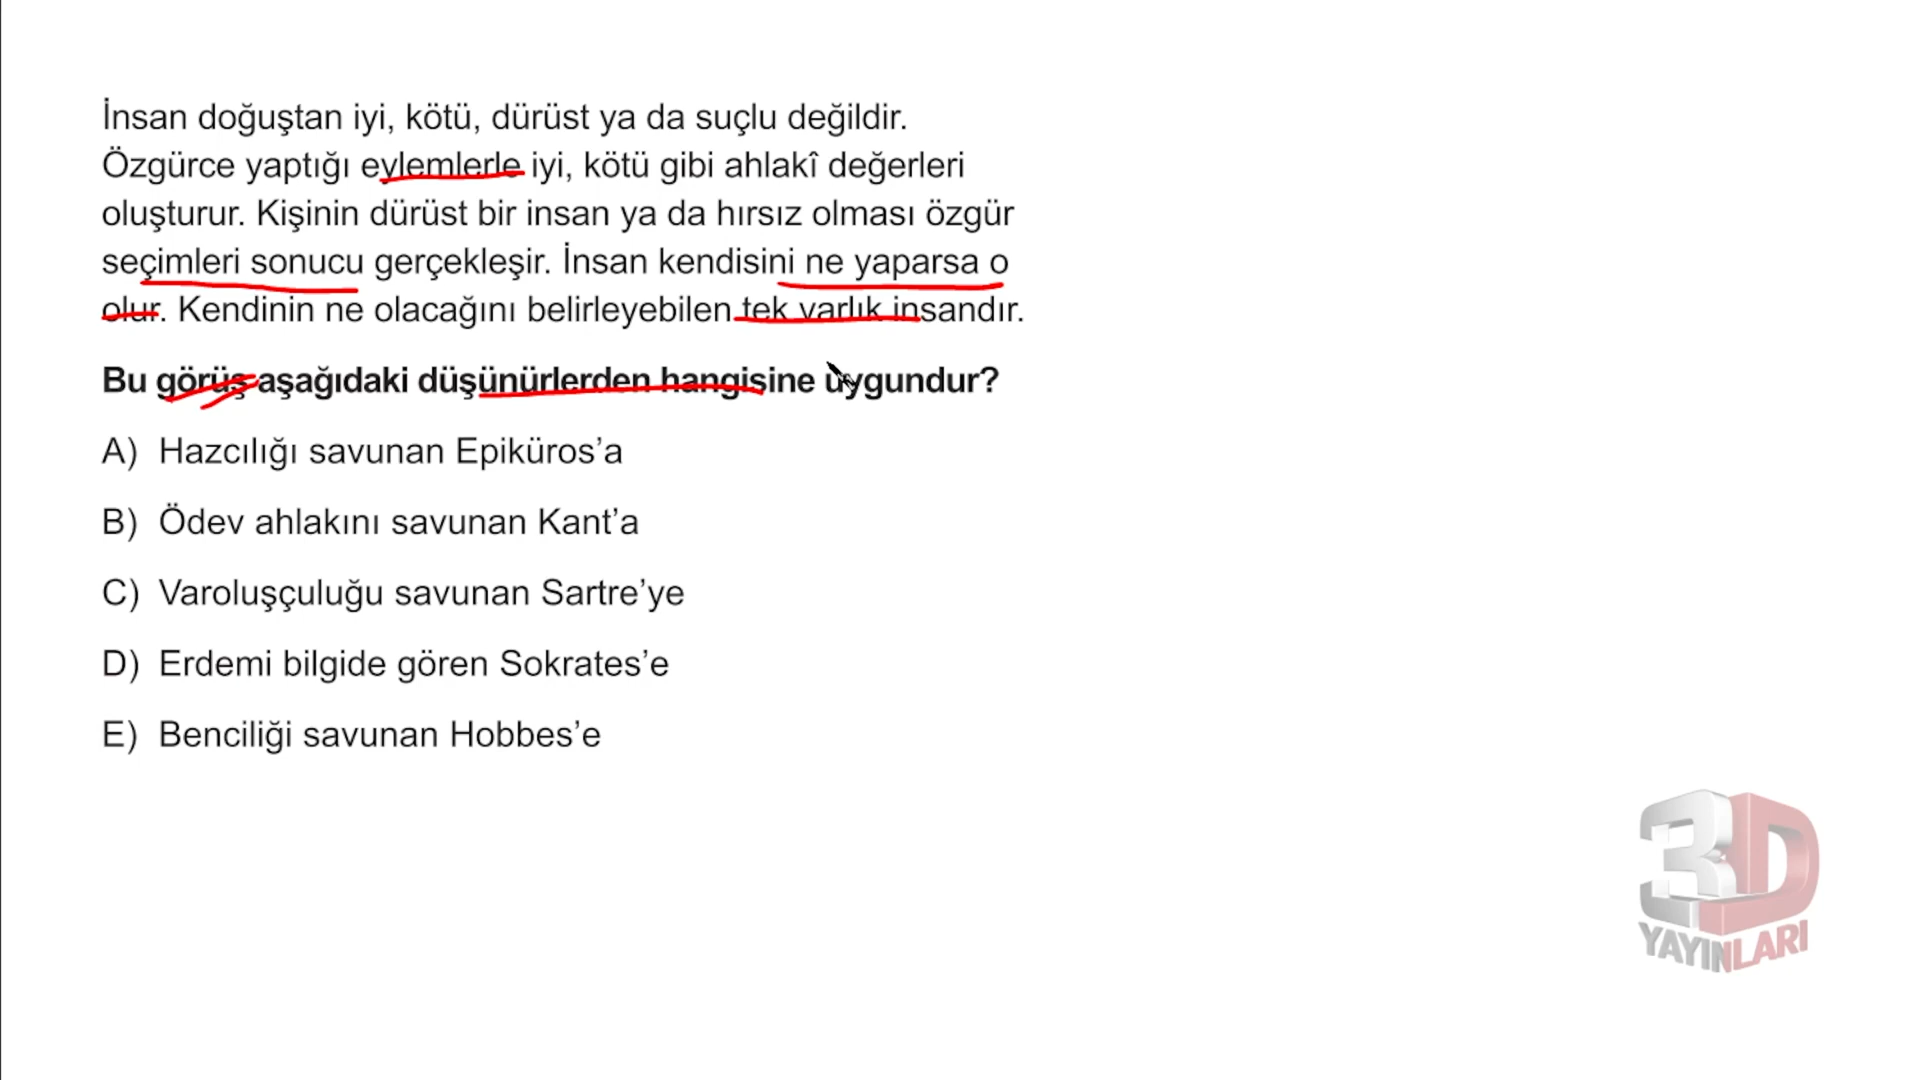 İnsan doğuştan iyi, kötü, dürüst ya da suçlu değildir.
Özgürce yaptığı eylemlerle iyi, kötü gibi ahlakî değerleri
oluşturur. Kişinin dürüst bir insan ya da hırsız olması özgür
seçimleri sonucu gerçekleşir. İnsan kendisini ne yaparsa o
olur. Kendinin ne olacağını belirleyebilen tek varlık insandır.
Bu görüş aşağıdaki düşünürlerden hangisine uygundur?
A) Hazcılığı savunan Epiküros’a
B) Ödev ahlakını savunan Kant’a
C) Varoluşçuluğu savunan Sartre’ye
D) Erdemi bilgide gören Sokrates’e
E) Benciliği savunan Hobbes’e
3D
YAYINLARI